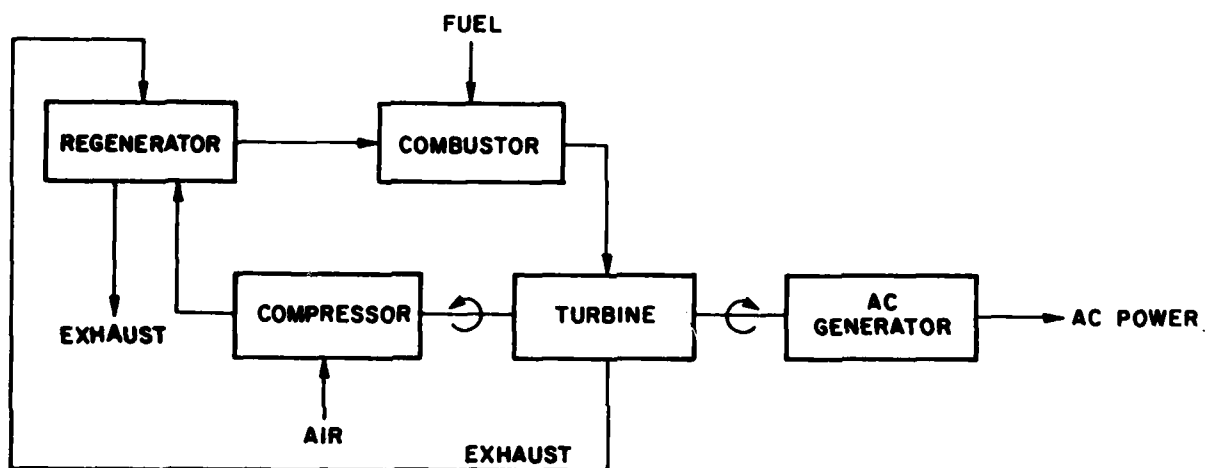 FUEL
REGENERATOR
COMBUSTOR
COMPRESSOR
TURBINE
AC
GENERATOR
AC POWER
EXHAUST
AIR
EXHAUST